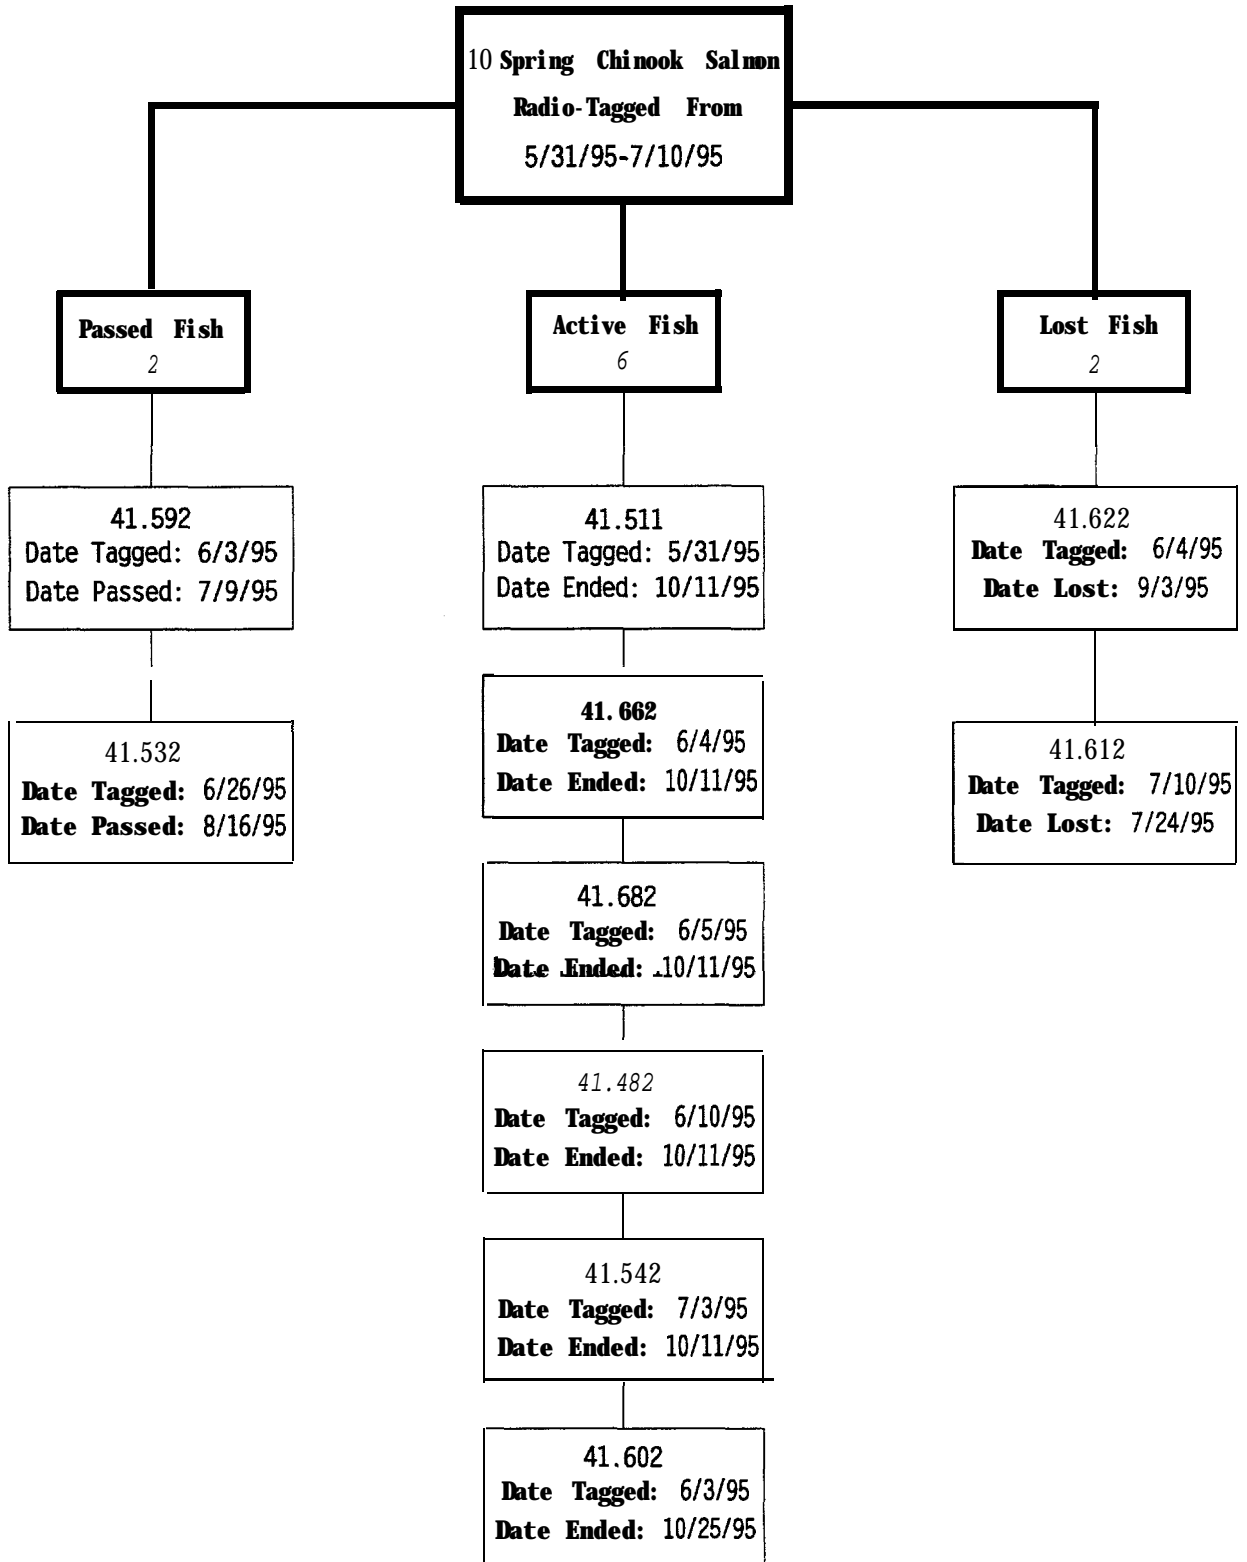 10 Spring Chinook Salmon
Radio-Tagged From
5/31/95-7/10/95
Passed Fish
2
Active Fish
6
Lost Fish
2
41.592
Date Tagged: 6/3/95
Date Passed: 7/9/95
41.532
Date Tagged: 6/26/95
Date Passed: 8/16/95
41.511
Date Tagged: 5/31/95
Date Ended: 10/11/95
41.662
Date Tagged: 6/4/95
Date Ended: 10/11/95
41.682
Date Tagged: 6/5/95
Date Ended: 10/11/95
41.482
Date Tagged: 6/10/95
Date Ended: 10/11/95
41.542
Date Tagged: 7/3/95
Date Ended: 10/11/95
41.602
Date Tagged: 6/3/95
Date Ended: 10/25/95
41.622
Date Tagged: 6/4/95
Date Lost: 9/3/95
41.612
Date Tagged: 7/10/95
Date Lost: 7/24/95